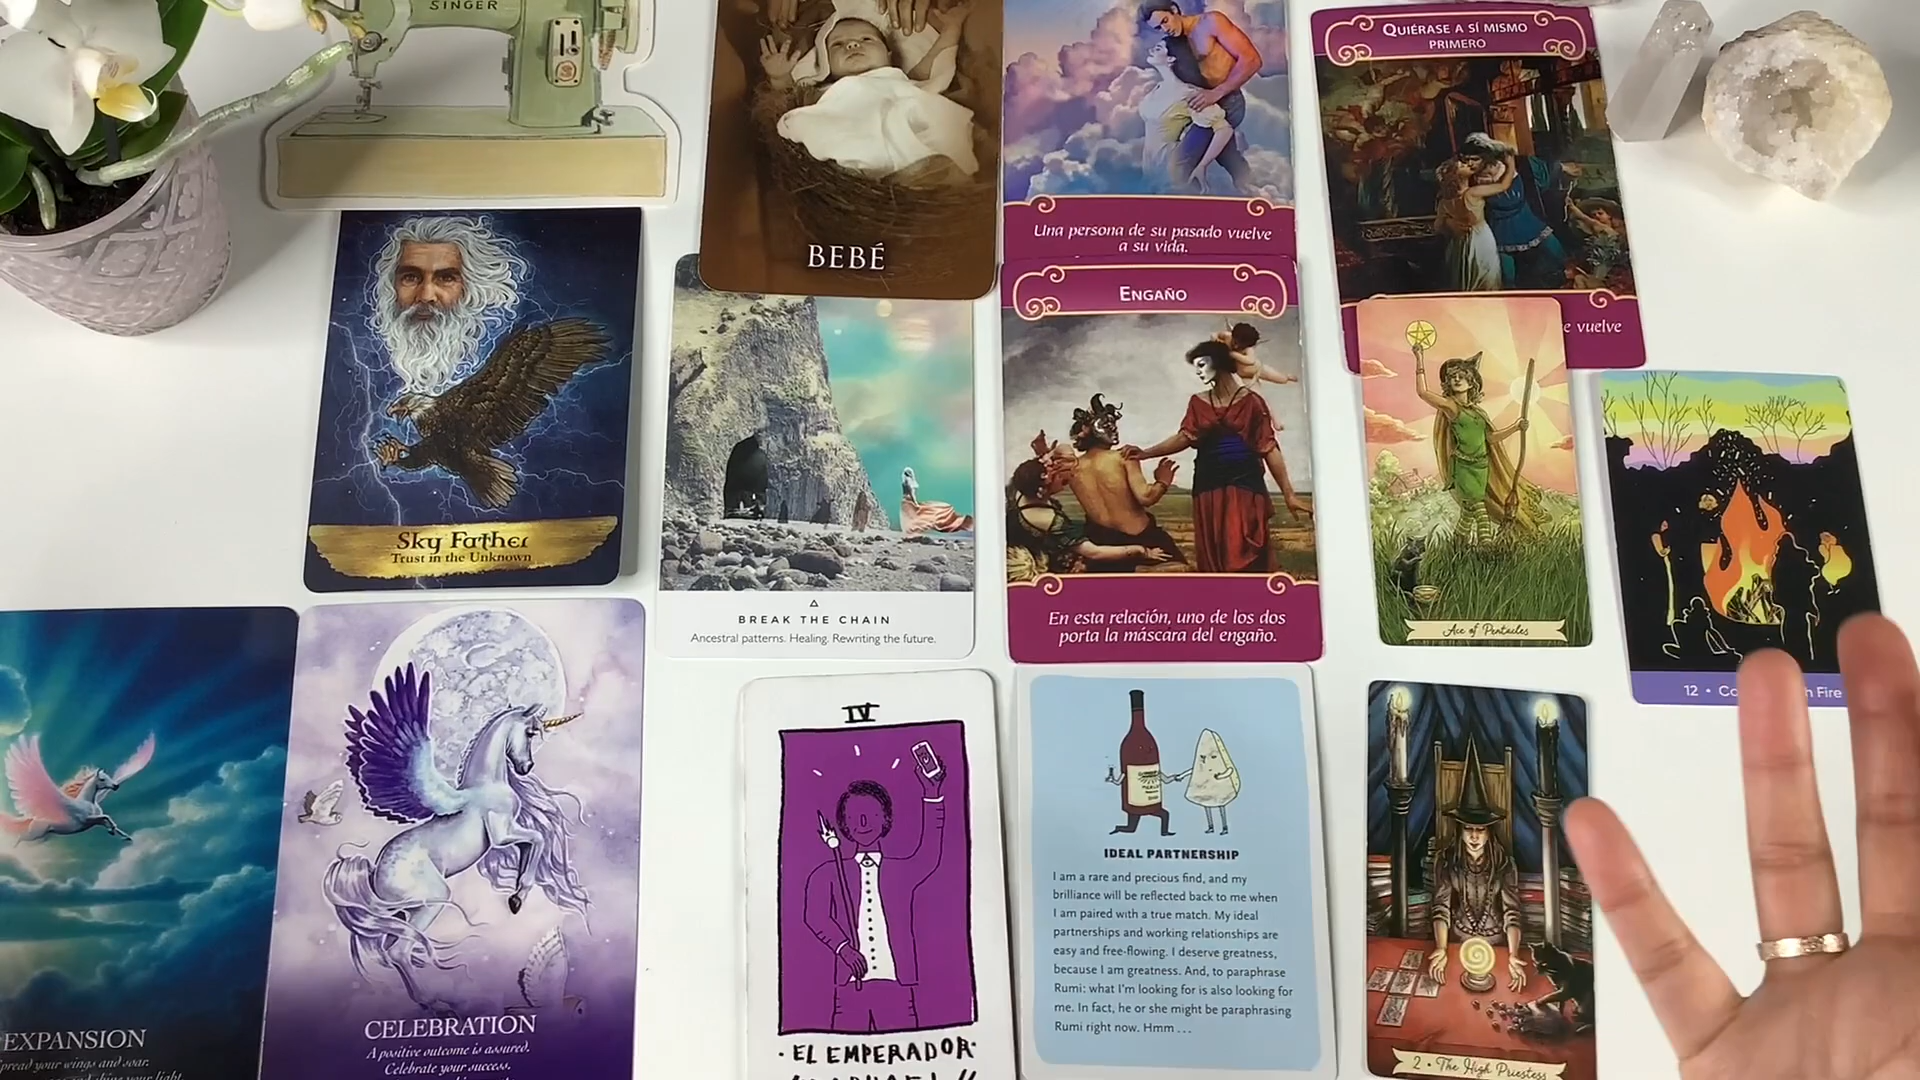 SINGER
BEBÉ
Una persona de su pasado vuelve
a su vida.
QUIÉRASE A SÍ MISMO
PRIMERO
e vuelve
Sky Father
Trust in the Unknown
BREAK THE CHAIN
Ancestral patterns. Healing. Rewriting the future.
ENGAÑO
En esta relación, uno de los dos
porta la máscara del engaño.
Ace of Pentacles
12 • Co h Fire
EXPANSION
pread your wings and soar.
CELEBRATION
A positive outcome is assured.
Celebrate your success.
IV
• EL EMPERADOR •
IDEAL PARTNERSHIP
I am a rare and precious find, and my
brilliance will be reflected back to me when
I am paired with a true match. My ideal
partnerships and working relationships are
easy and free-flowing. I deserve greatness,
because I am greatness. And, to paraphrase
Rumi: what I'm looking for is also looking for
me. In fact, he or she might be paraphrasing
Rumi right now. Hmm ...
2 • The High Priestess